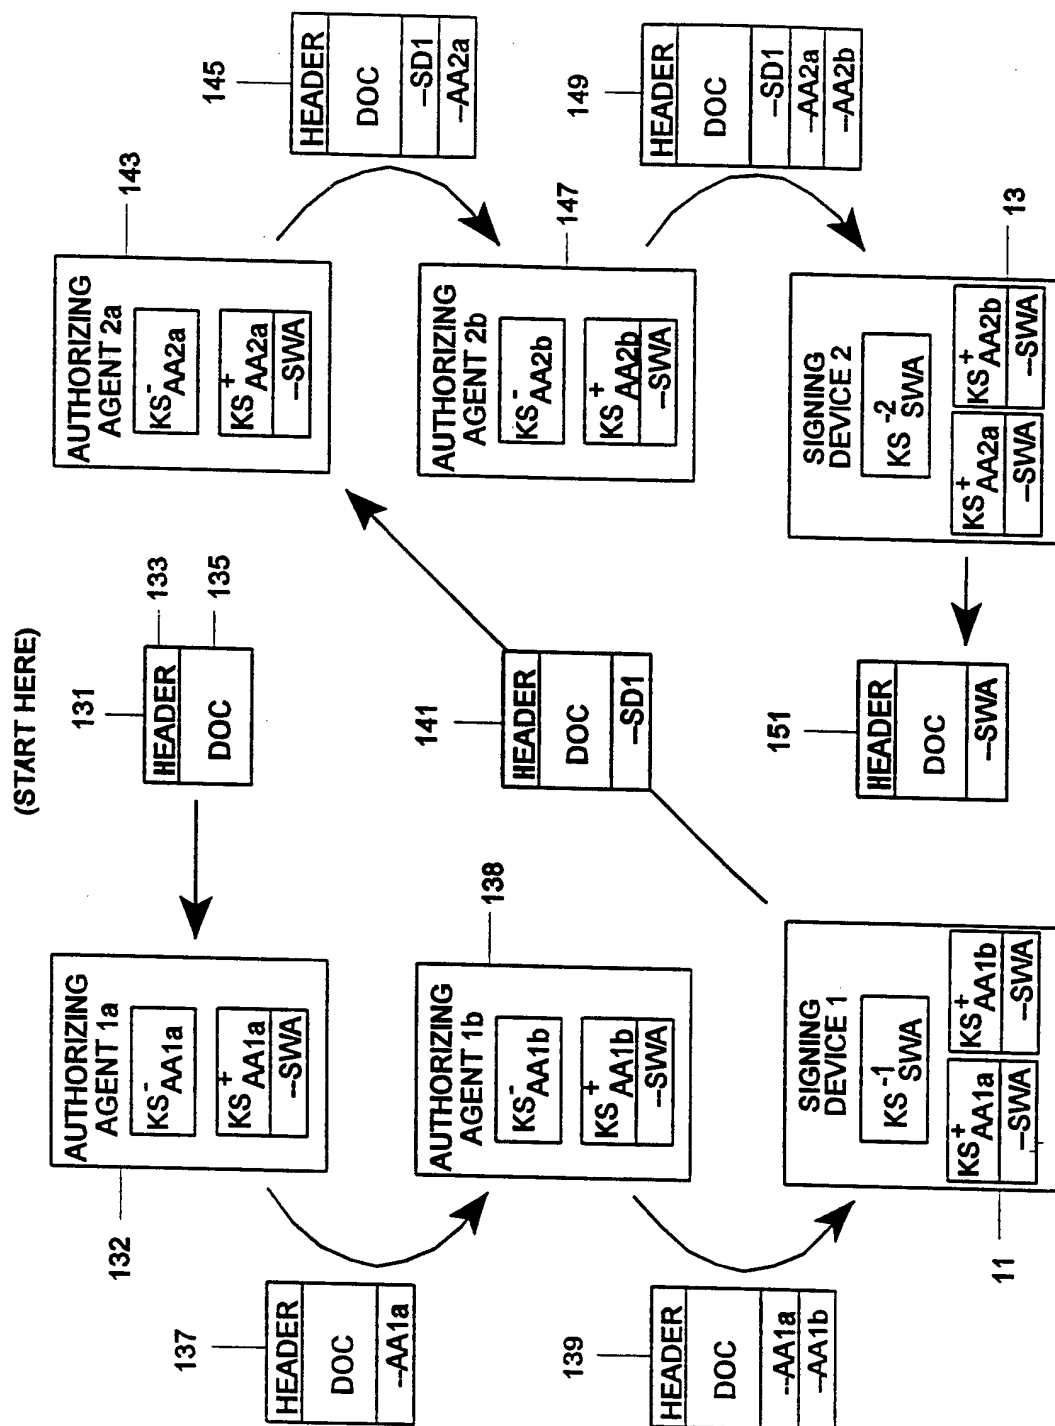 (START HERE)
131
HEADER
133
DOC
135
132
AUTHORIZING
AGENT 1a
KS⁻AA1a
KS⁺AA1a
--SWA
137
HEADER
DOC
--AA1a
138
AUTHORIZING
AGENT 1b
KS⁻AA1b
KS⁺AA1b
--SWA
139
HEADER
DOC
--AA1a
--AA1b
11
SIGNING
DEVICE 1
KS⁻¹SWA
KS⁺AA1a
--SWA
KS⁺AA1b
--SWA
141
HEADER
DOC
--SD1
143
AUTHORIZING
AGENT 2a
KS⁻AA2a
KS⁺AA2a
--SWA
145
HEADER
DOC
--SD1
--AA2a
147
AUTHORIZING
AGENT 2b
KS⁻AA2b
KS⁺AA2b
--SWA
149
HEADER
DOC
--SD1
--AA2a
--AA2b
13
SIGNING
DEVICE 2
KS⁻²SWA
KS⁺AA2a
--SWA
KS⁺AA2b
--SWA
151
HEADER
DOC
--SWA